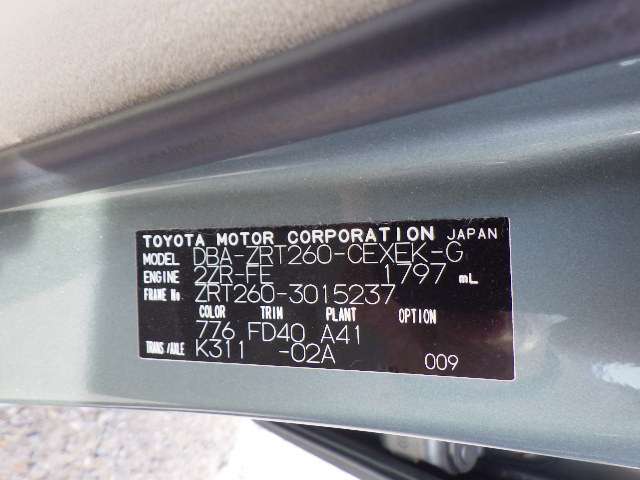 TOYOTA MOTOR CORPORATION JAPAN
MODEL DBA-ZRT260-CEXEK-G
ENGINE 2ZR-FE 1797 mL
FRAME No. ZRT260-3015237
COLOR TRIM PLANT OPTION
776 FD40 A41
TRANS/AXLE K311 -02A 009